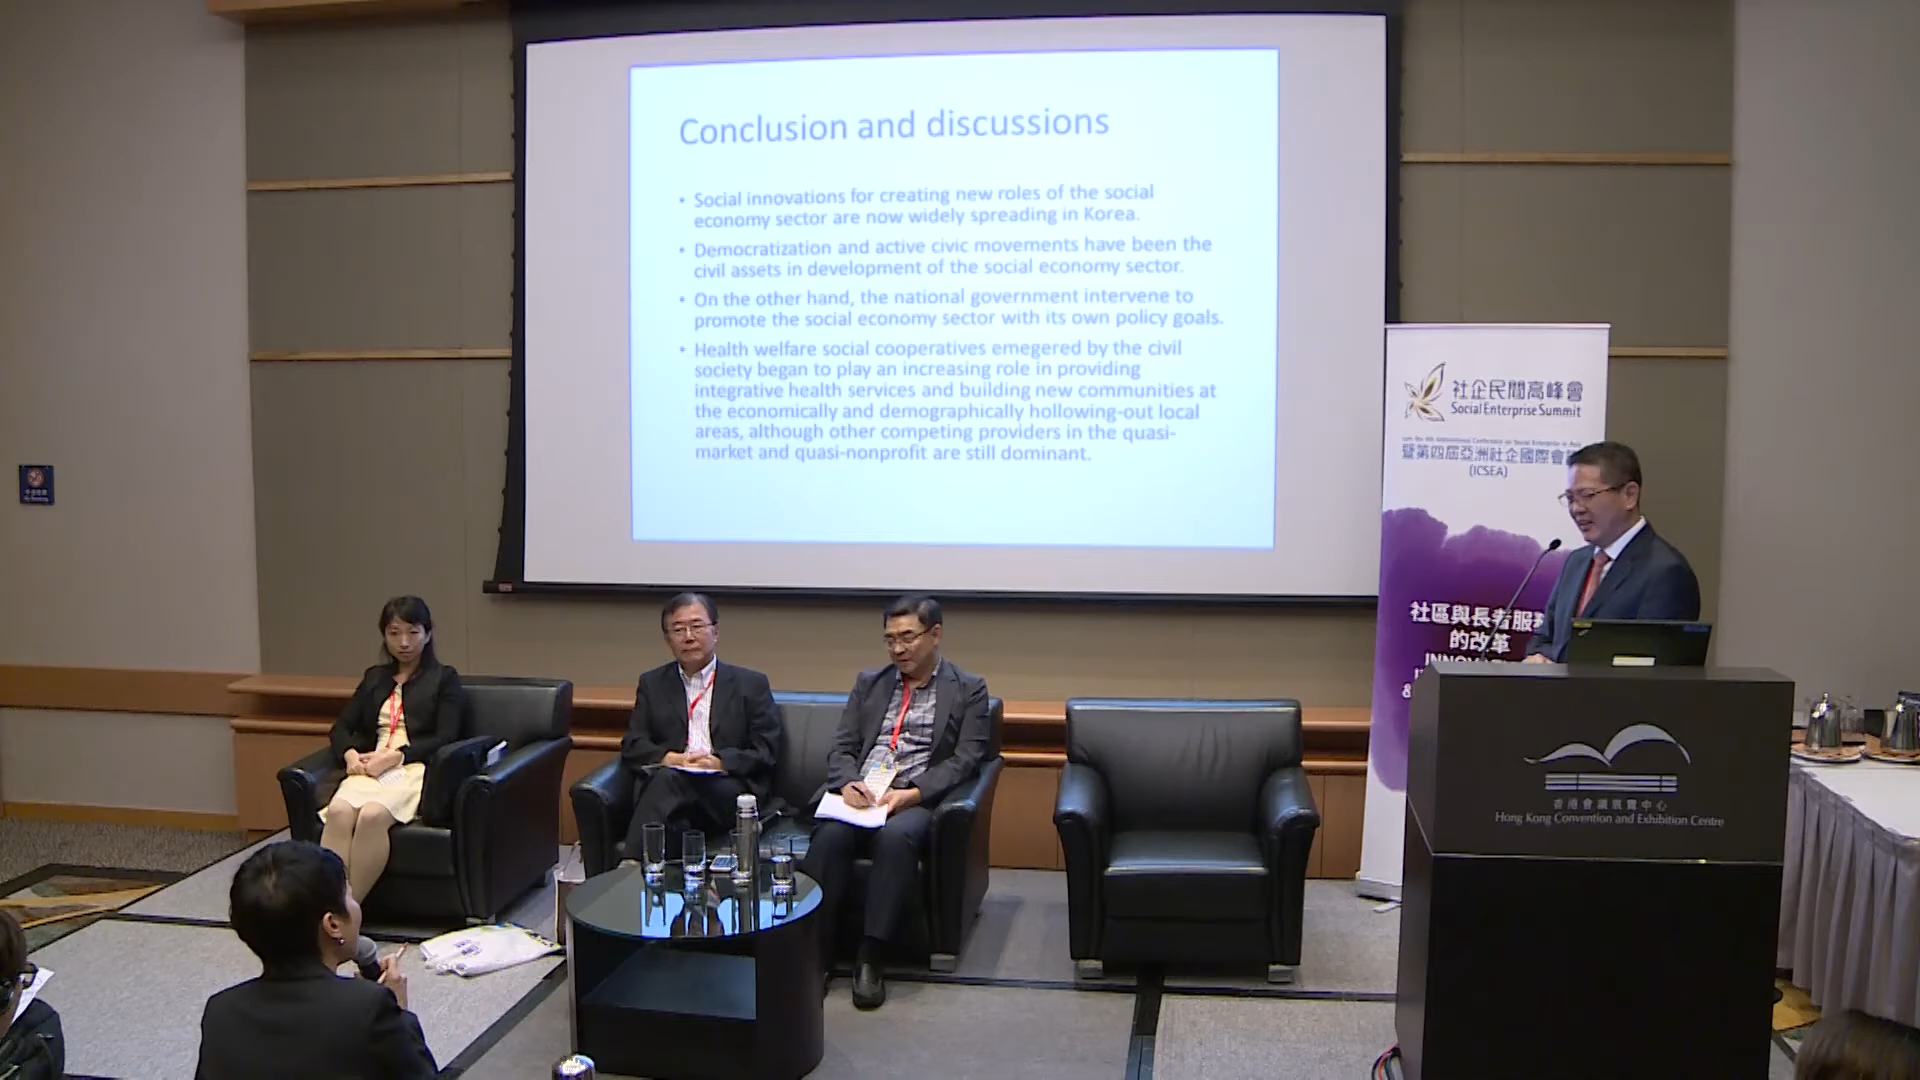 Conclusion and discussions
• Social innovations for creating new roles of the social
economy sector are now widely spreading in Korea.
• Democratization and active civic movements have been the
civil assets in development of the social economy sector.
• On the other hand, the national government intervene to
promote the social economy sector with its own policy goals.
• Health welfare social cooperatives emegered by the civil
society began to play an increasing role in providing
integrative health services and building new communities at
the economically and demographically hollowing-out local
areas, although other competing providers in the quasi-
market and quasi-nonprofit are still dominant.
社企民間高峰會
Social Enterprise Summit
暨第四屆亞洲社企國際會
(ICSEA)
社區與長者服
的改革
香港會議展覽中心
Hong Kong Convention and Exhibition Centre